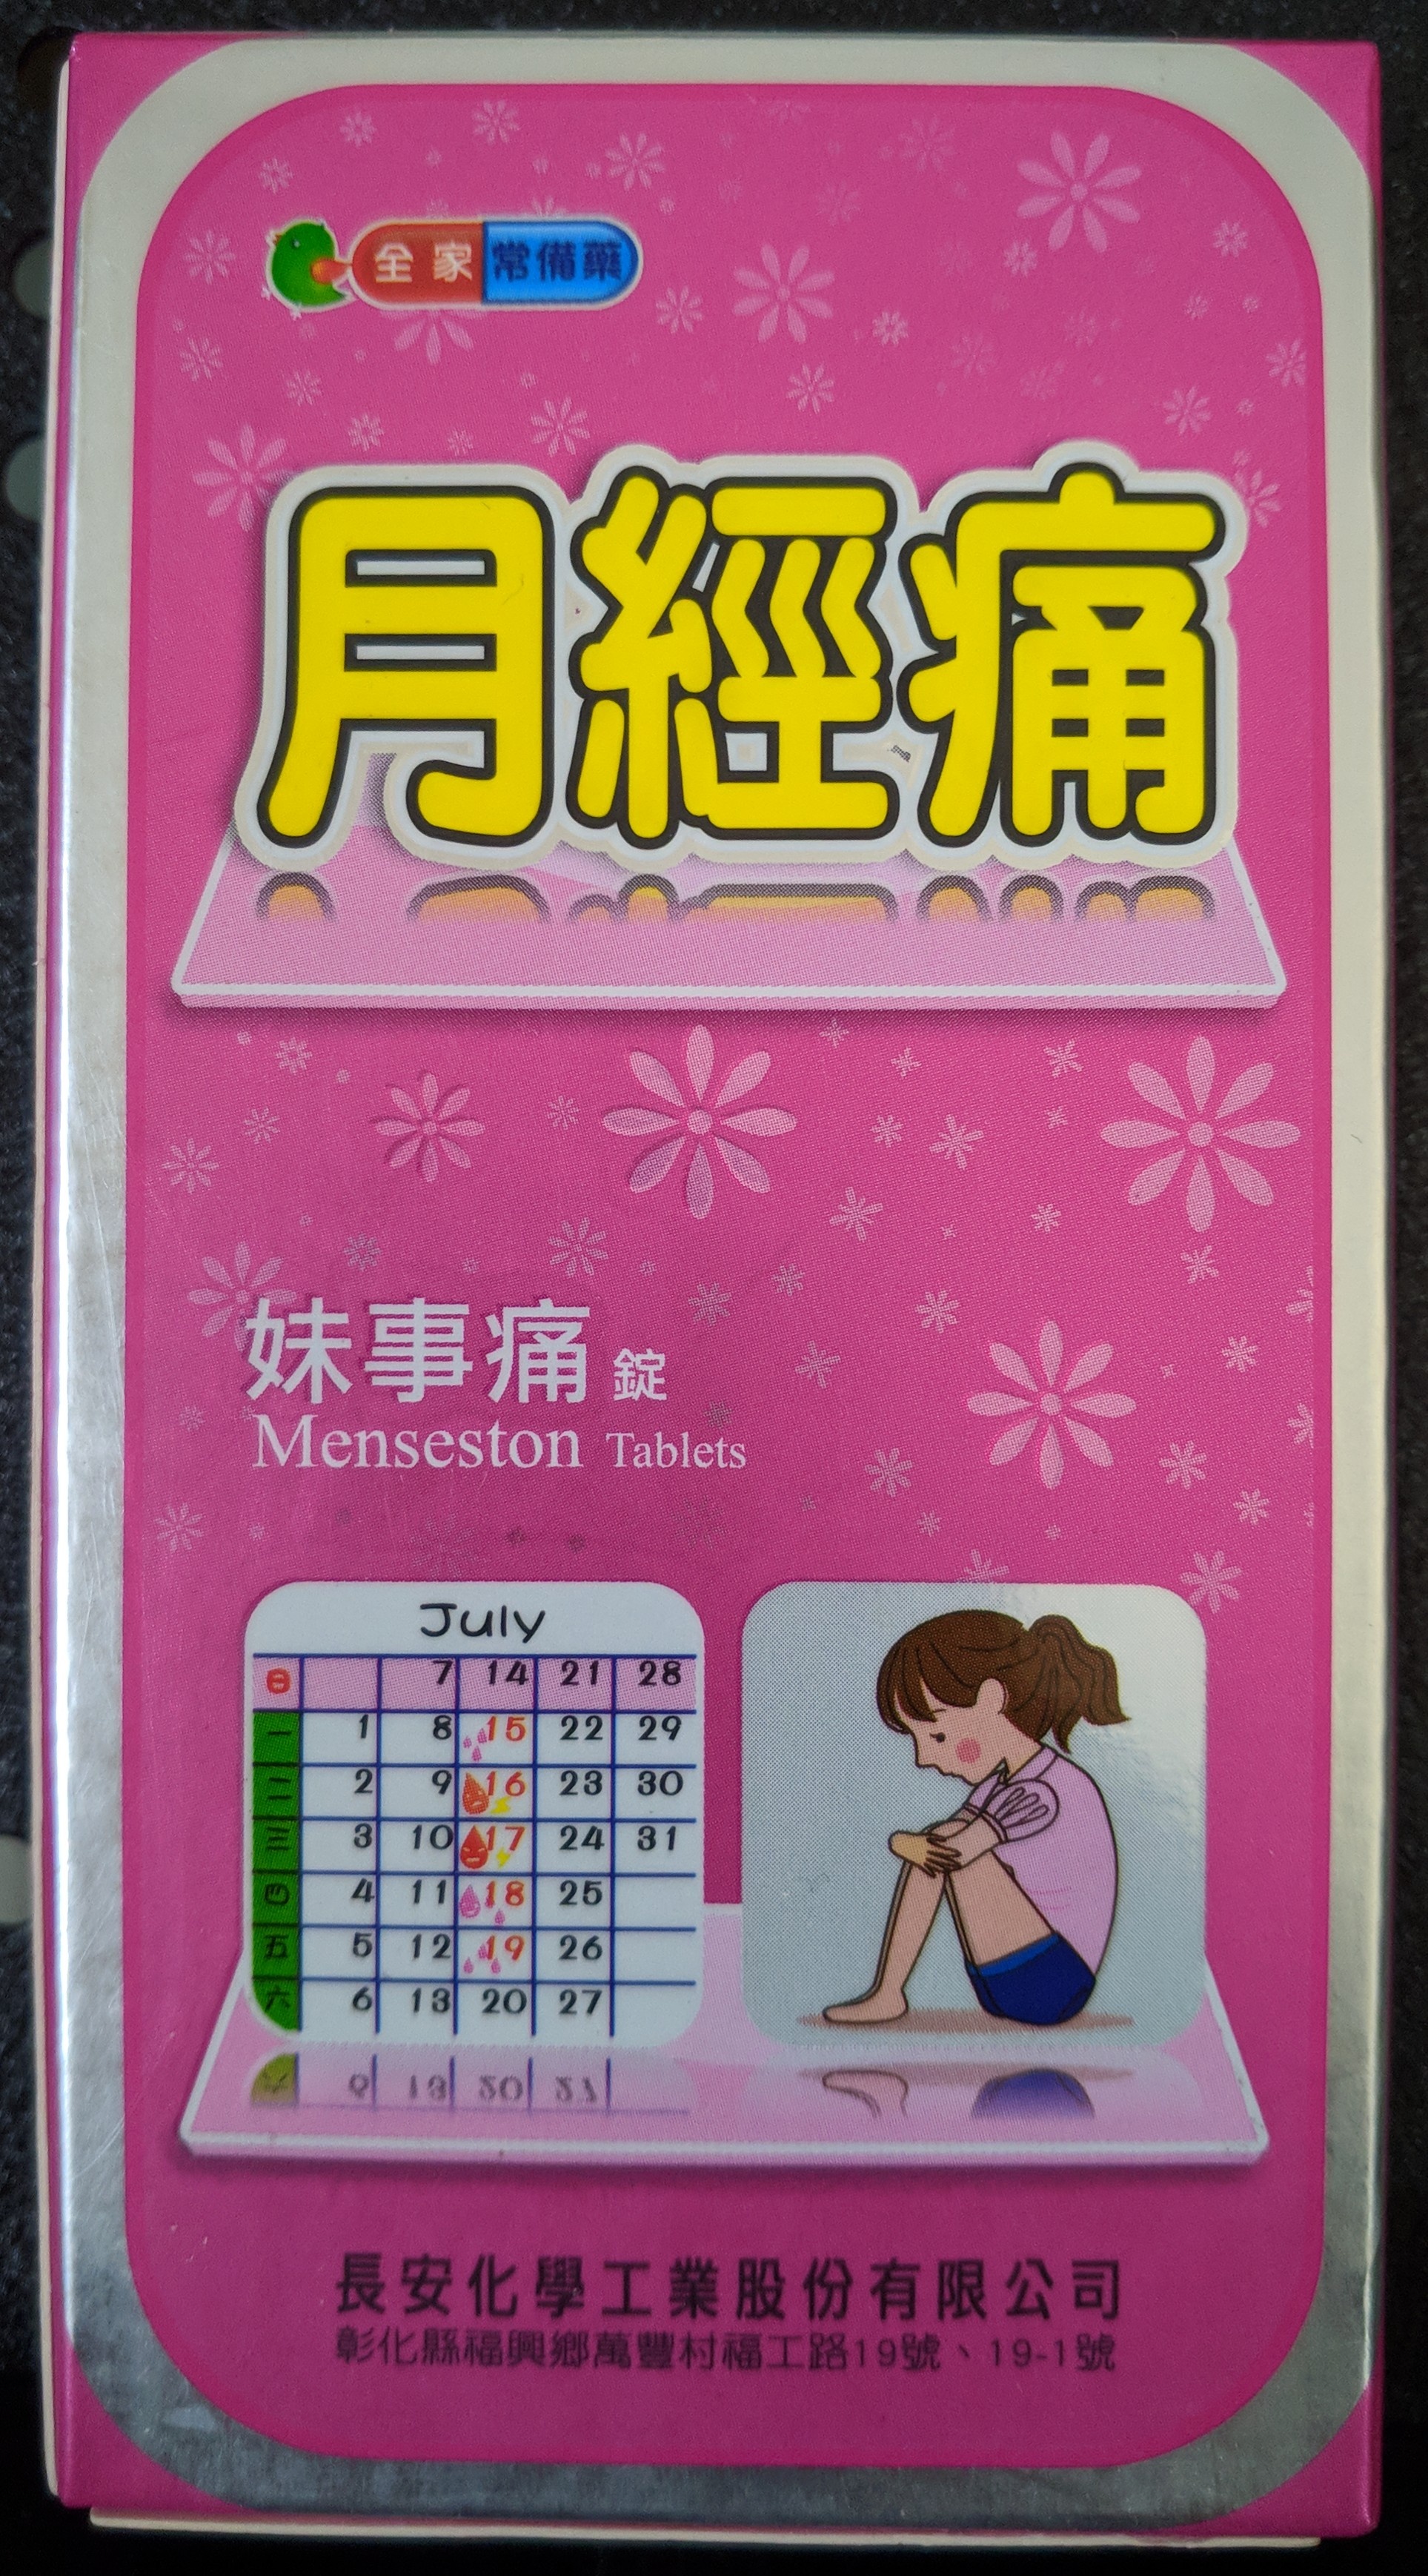 全家常備藥
月經痛
妹事痛 錠
Menseston Tablets
July
日 7 14 21 28
一 1 8 15 22 29
二 2 9 16 23 30
三 3 10 17 24 31
四 4 11 18 25
五 5 12 19 26
六 6 13 20 27
長安化學工業股份有限公司
彰化縣福興鄉萬豐村福工路19號、19-1號